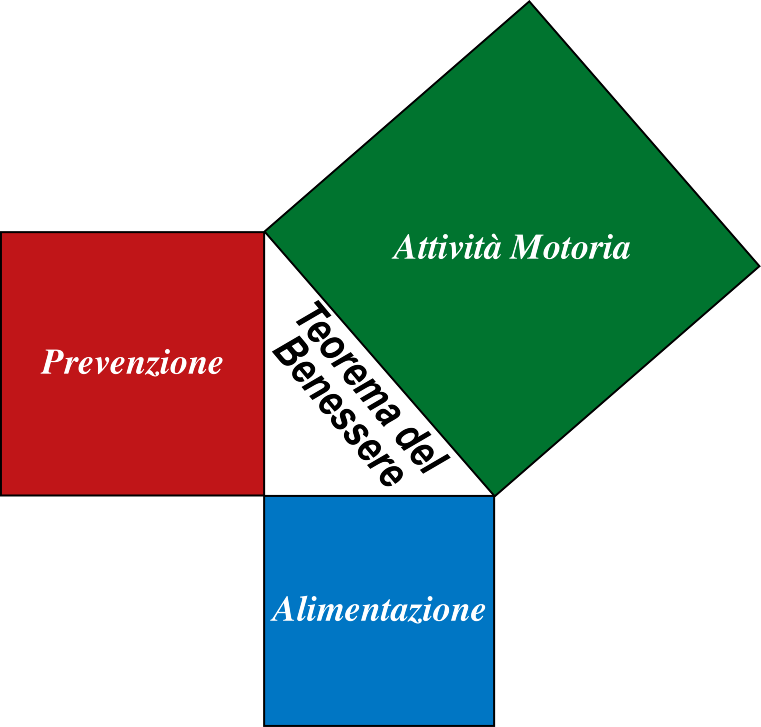 Attività Motoria
Prevenzione
Teorema del
Benessere
Alimentazione